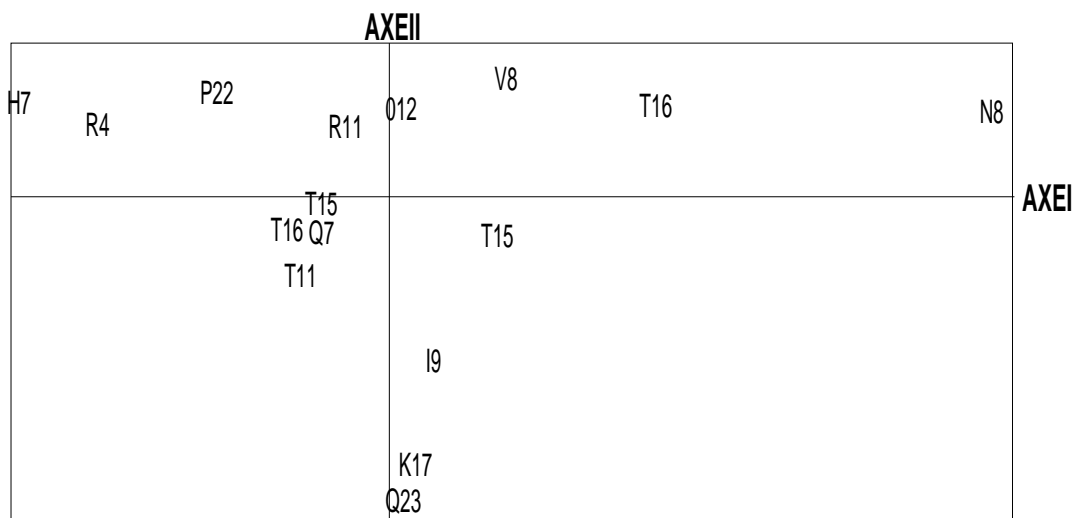 AXEII
V8
P22
H7
T16
012
N8
R4
R11
AXEI
T15
T16
Q7
T15
T11
I9
K17
Q23